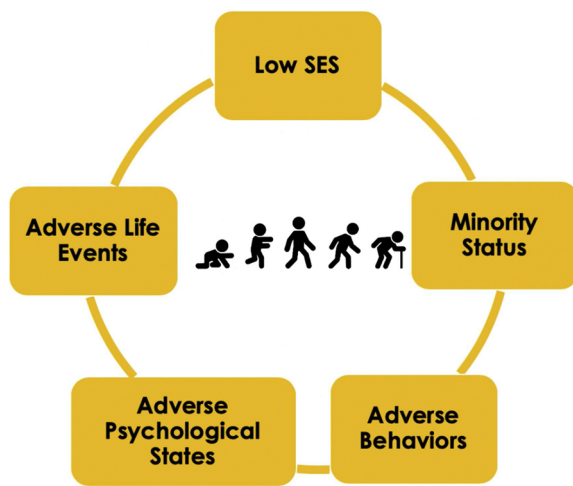 Low SES
Minority
Status
Adverse
Behaviors
Adverse
Psychological
States
Adverse Life
Events